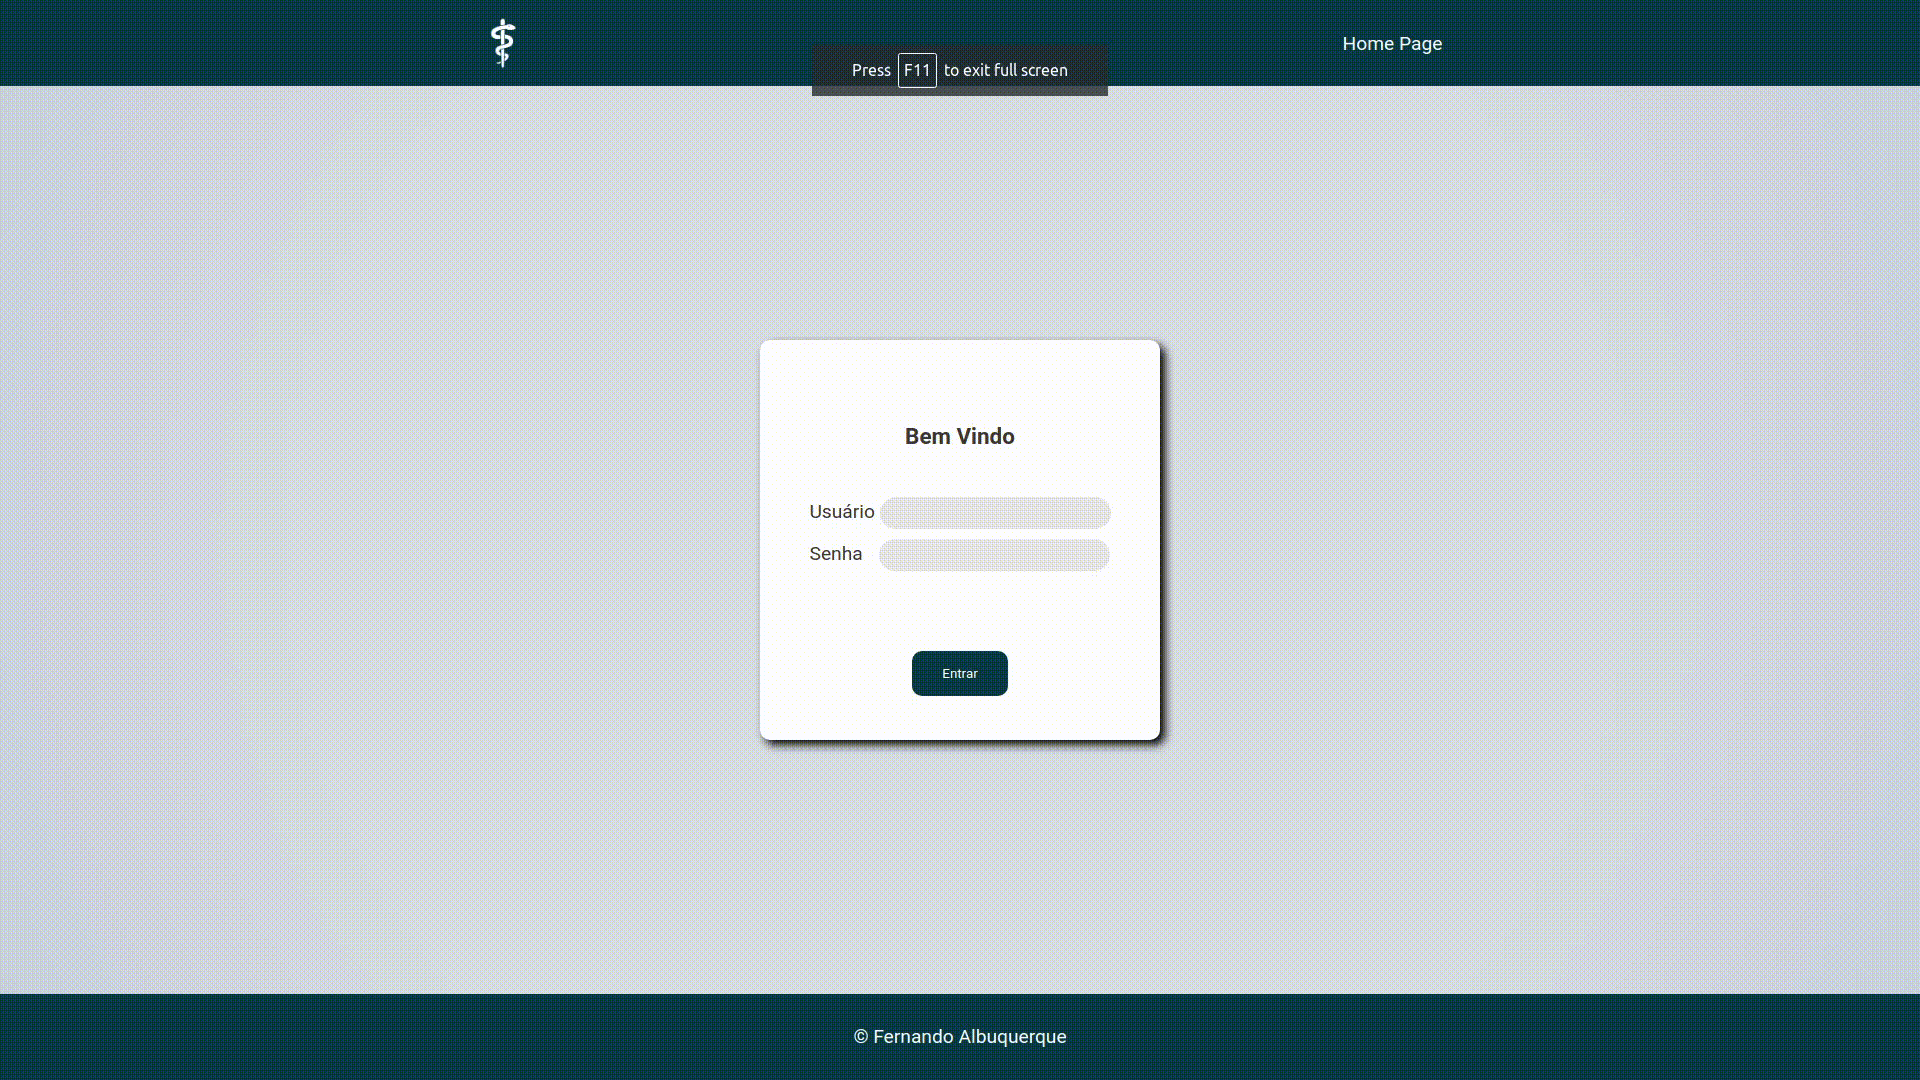 Home Page
Press F11 to exit full screen
Bem Vindo
Usuário
Senha
Entrar
© Fernando Albuquerque